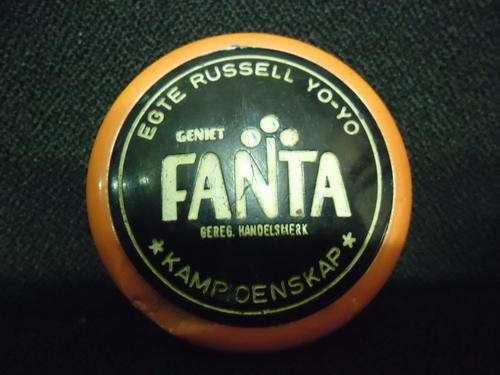 EGTE RUSSELL YO-YO
GENIET
FANTA
GEREG. HANDELSMERK
★ KAMPIOENSKAP ★